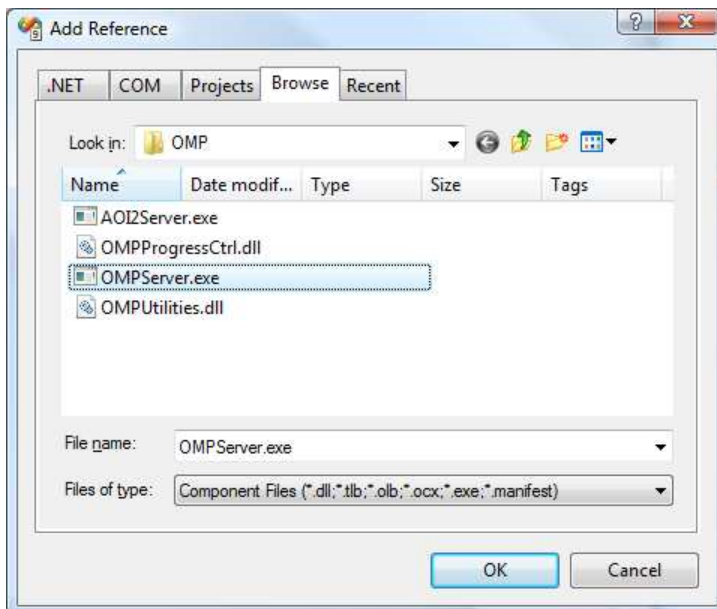 Add Reference
.NET COM Projects Browse Recent
Look in: OMP
Name Date modif... Type Size Tags
AOI2Server.exe
OMPProgressCtrl.dll
OMPServer.exe
OMPUtilities.dll
File name: OMPServer.exe
Files of type: Component Files (*.dll;*.tlb;*.olb;*.ocx;*.exe;*.manifest)
OK Cancel